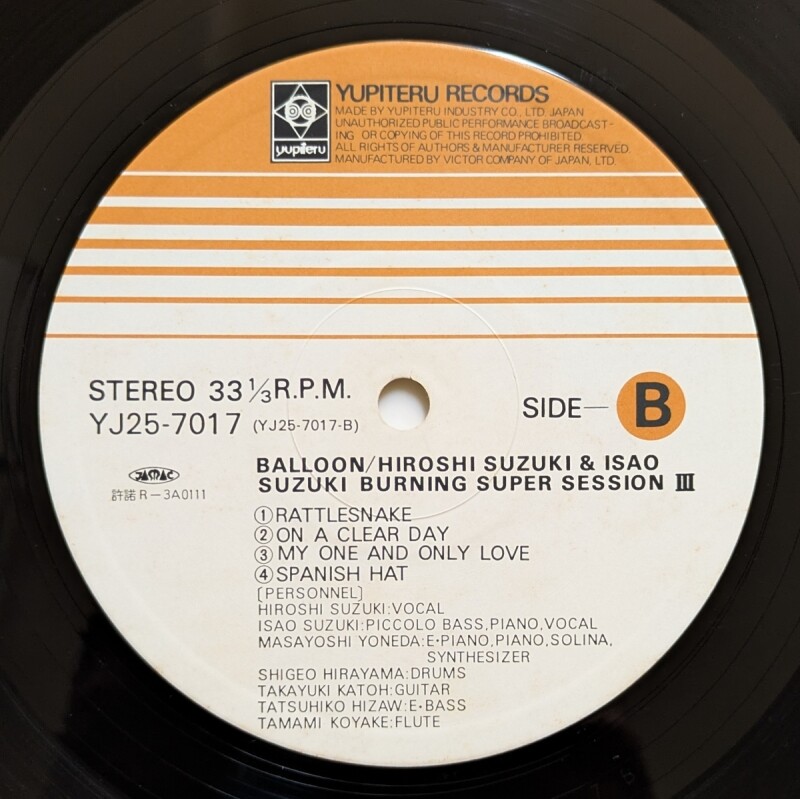 YUPITERU RECORDS
MADE BY YUPITERU INDUSTRY CO., LTD. JAPAN
UNAUTHORIZED PUBLIC PERFORMANCE BROADCAST-
ING OR COPYING OF THIS RECORD PROHIBITED.
ALL RIGHTS OF AUTHORS & MANUFACTURER RESERVED
MANUFACTURED BY VICTOR COMPANY OF JAPAN, LTD.
yupiteru
STEREO 33 1/3 R.P.M.
YJ25-7017 (YJ25-7017-B)
SIDE— B
JASRAC
許諾R-3A0111
BALLOON/HIROSHI SUZUKI & ISAO
SUZUKI BURNING SUPER SESSION III
①RATTLESNAKE
②ON A CLEAR DAY
③MY ONE AND ONLY LOVE
④SPANISH HAT
[PERSONNEL]
HIROSHI SUZUKI:VOCAL
ISAO SUZUKI:PICCOLO BASS,PIANO,VOCAL
MASAYOSHI YONEDA:E·PIANO,PIANO,SOLINA,
SYNTHESIZER
SHIGEO HIRAYAMA:DRUMS
TAKAYUKI KATOH:GUITAR
TATSUHIKO HIZAW:E·BASS
TAMAMI KOYAKE:FLUTE